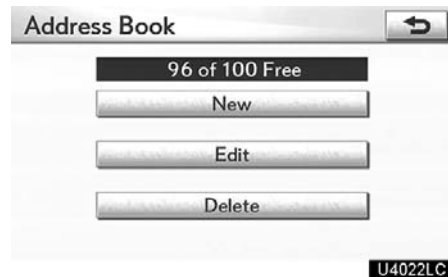 Address Book
96 of 100 Free
New
Edit
Delete
U4022LC